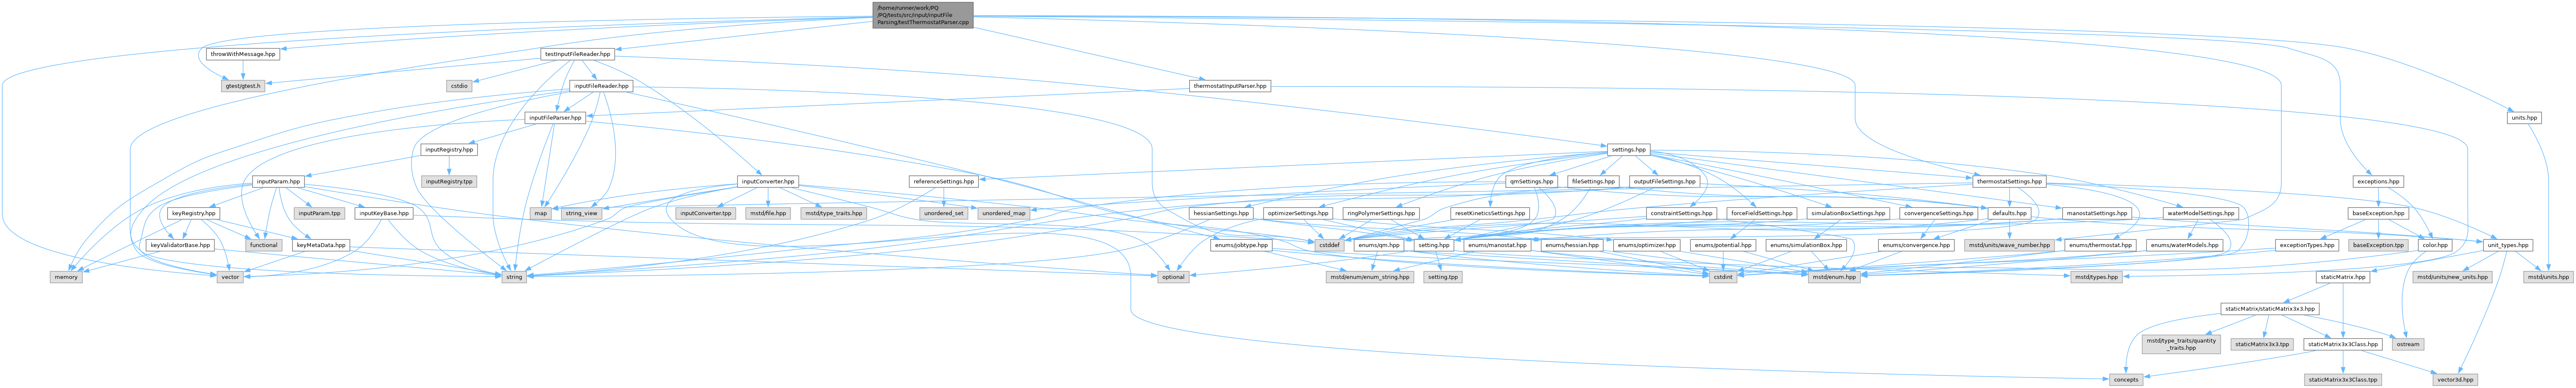 /home/runner/work/PQ
/PQ/tests/src/input/inputFile
Parsing/testThermostatParser.cpp
throwWithMessage.hpp
testInputFileReader.hpp
gtest/gtest.h
cstdio
inputFileReader.hpp
thermostatInputParser.hpp
inputFileParser.hpp
units.hpp
inputRegistry.hpp
settings.hpp
inputParam.hpp
inputRegistry.tpp
inputConverter.hpp
referenceSettings.hpp
qmSettings.hpp
fileSettings.hpp
outputFileSettings.hpp
thermostatSettings.hpp
exceptions.hpp
keyRegistry.hpp
inputParam.tpp
inputKeyBase.hpp
map
string_view
inputConverter.tpp
mstd/file.hpp
mstd/type_traits.hpp
unordered_set
unordered_map
hessianSettings.hpp
optimizerSettings.hpp
ringPolymerSettings.hpp
resetKineticsSettings.hpp
constraintSettings.hpp
forceFieldSettings.hpp
simulationBoxSettings.hpp
convergenceSettings.hpp
defaults.hpp
manostatSettings.hpp
waterModelSettings.hpp
baseException.hpp
keyValidatorBase.hpp
functional
keyMetaData.hpp
cstddef
enums/jobtype.hpp
enums/qm.hpp
setting.hpp
enums/manostat.hpp
enums/hessian.hpp
enums/optimizer.hpp
enums/potential.hpp
enums/simulationBox.hpp
enums/convergence.hpp
mstd/units/wave_number.hpp
enums/thermostat.hpp
enums/waterModels.hpp
exceptionTypes.hpp
baseException.tpp
color.hpp
unit_types.hpp
memory
vector
string
optional
mstd/enum/enum_string.hpp
setting.tpp
cstdint
mstd/enum.hpp
mstd/types.hpp
staticMatrix.hpp
mstd/units/new_units.hpp
mstd/units.hpp
staticMatrix/staticMatrix3x3.hpp
mstd/type_traits/quantity
_traits.hpp
staticMatrix3x3.tpp
staticMatrix3x3Class.hpp
ostream
concepts
staticMatrix3x3Class.tpp
vector3d.hpp